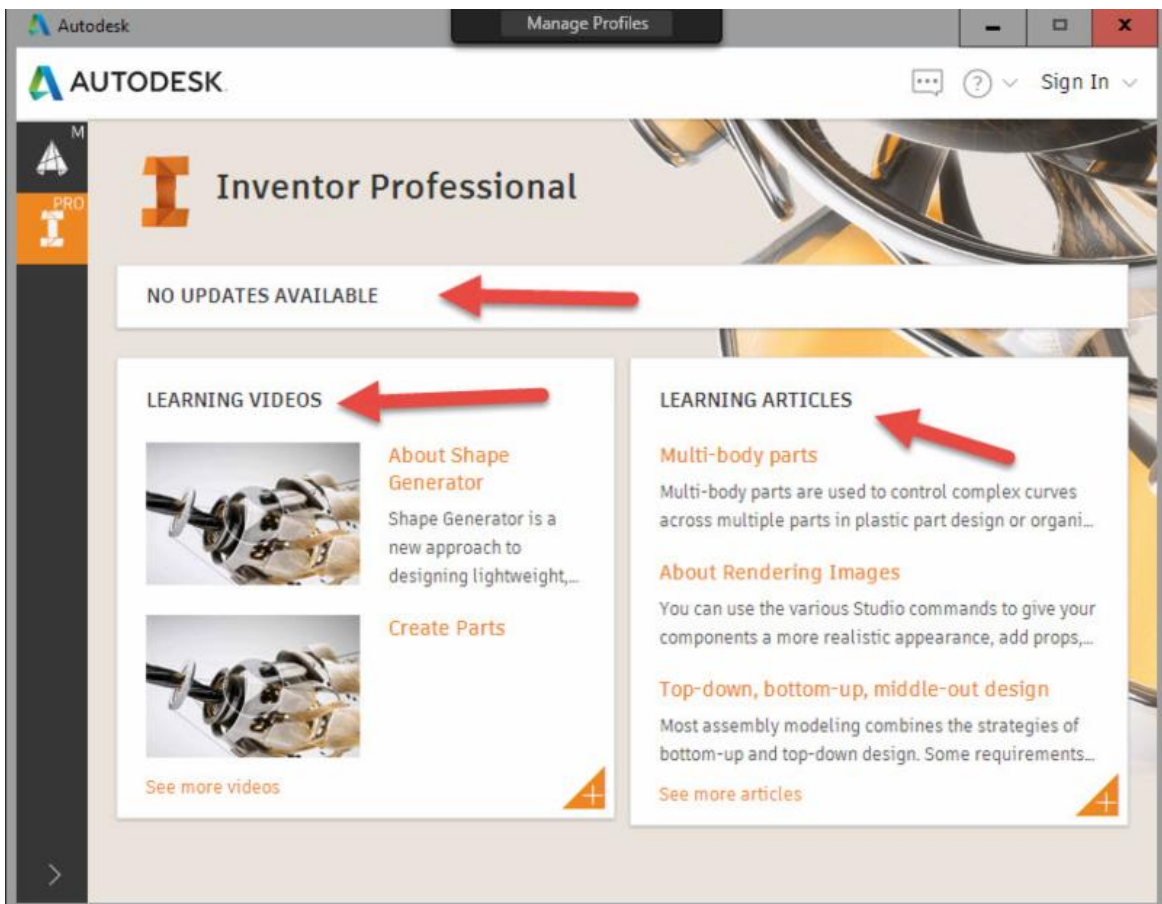 Autodesk
Manage Profiles
AUTODESK.
Sign In
M
PRO
Inventor Professional
NO UPDATES AVAILABLE
LEARNING VIDEOS
About Shape
Generator
Shape Generator is a
new approach to
designing lightweight,...
Create Parts
See more videos
LEARNING ARTICLES
Multi-body parts
Multi-body parts are used to control complex curves
across multiple parts in plastic part design or organi...
About Rendering Images
You can use the various Studio commands to give your
components a more realistic appearance, add props,...
Top-down, bottom-up, middle-out design
Most assembly modeling combines the strategies of
bottom-up and top-down design. Some requirements...
See more articles